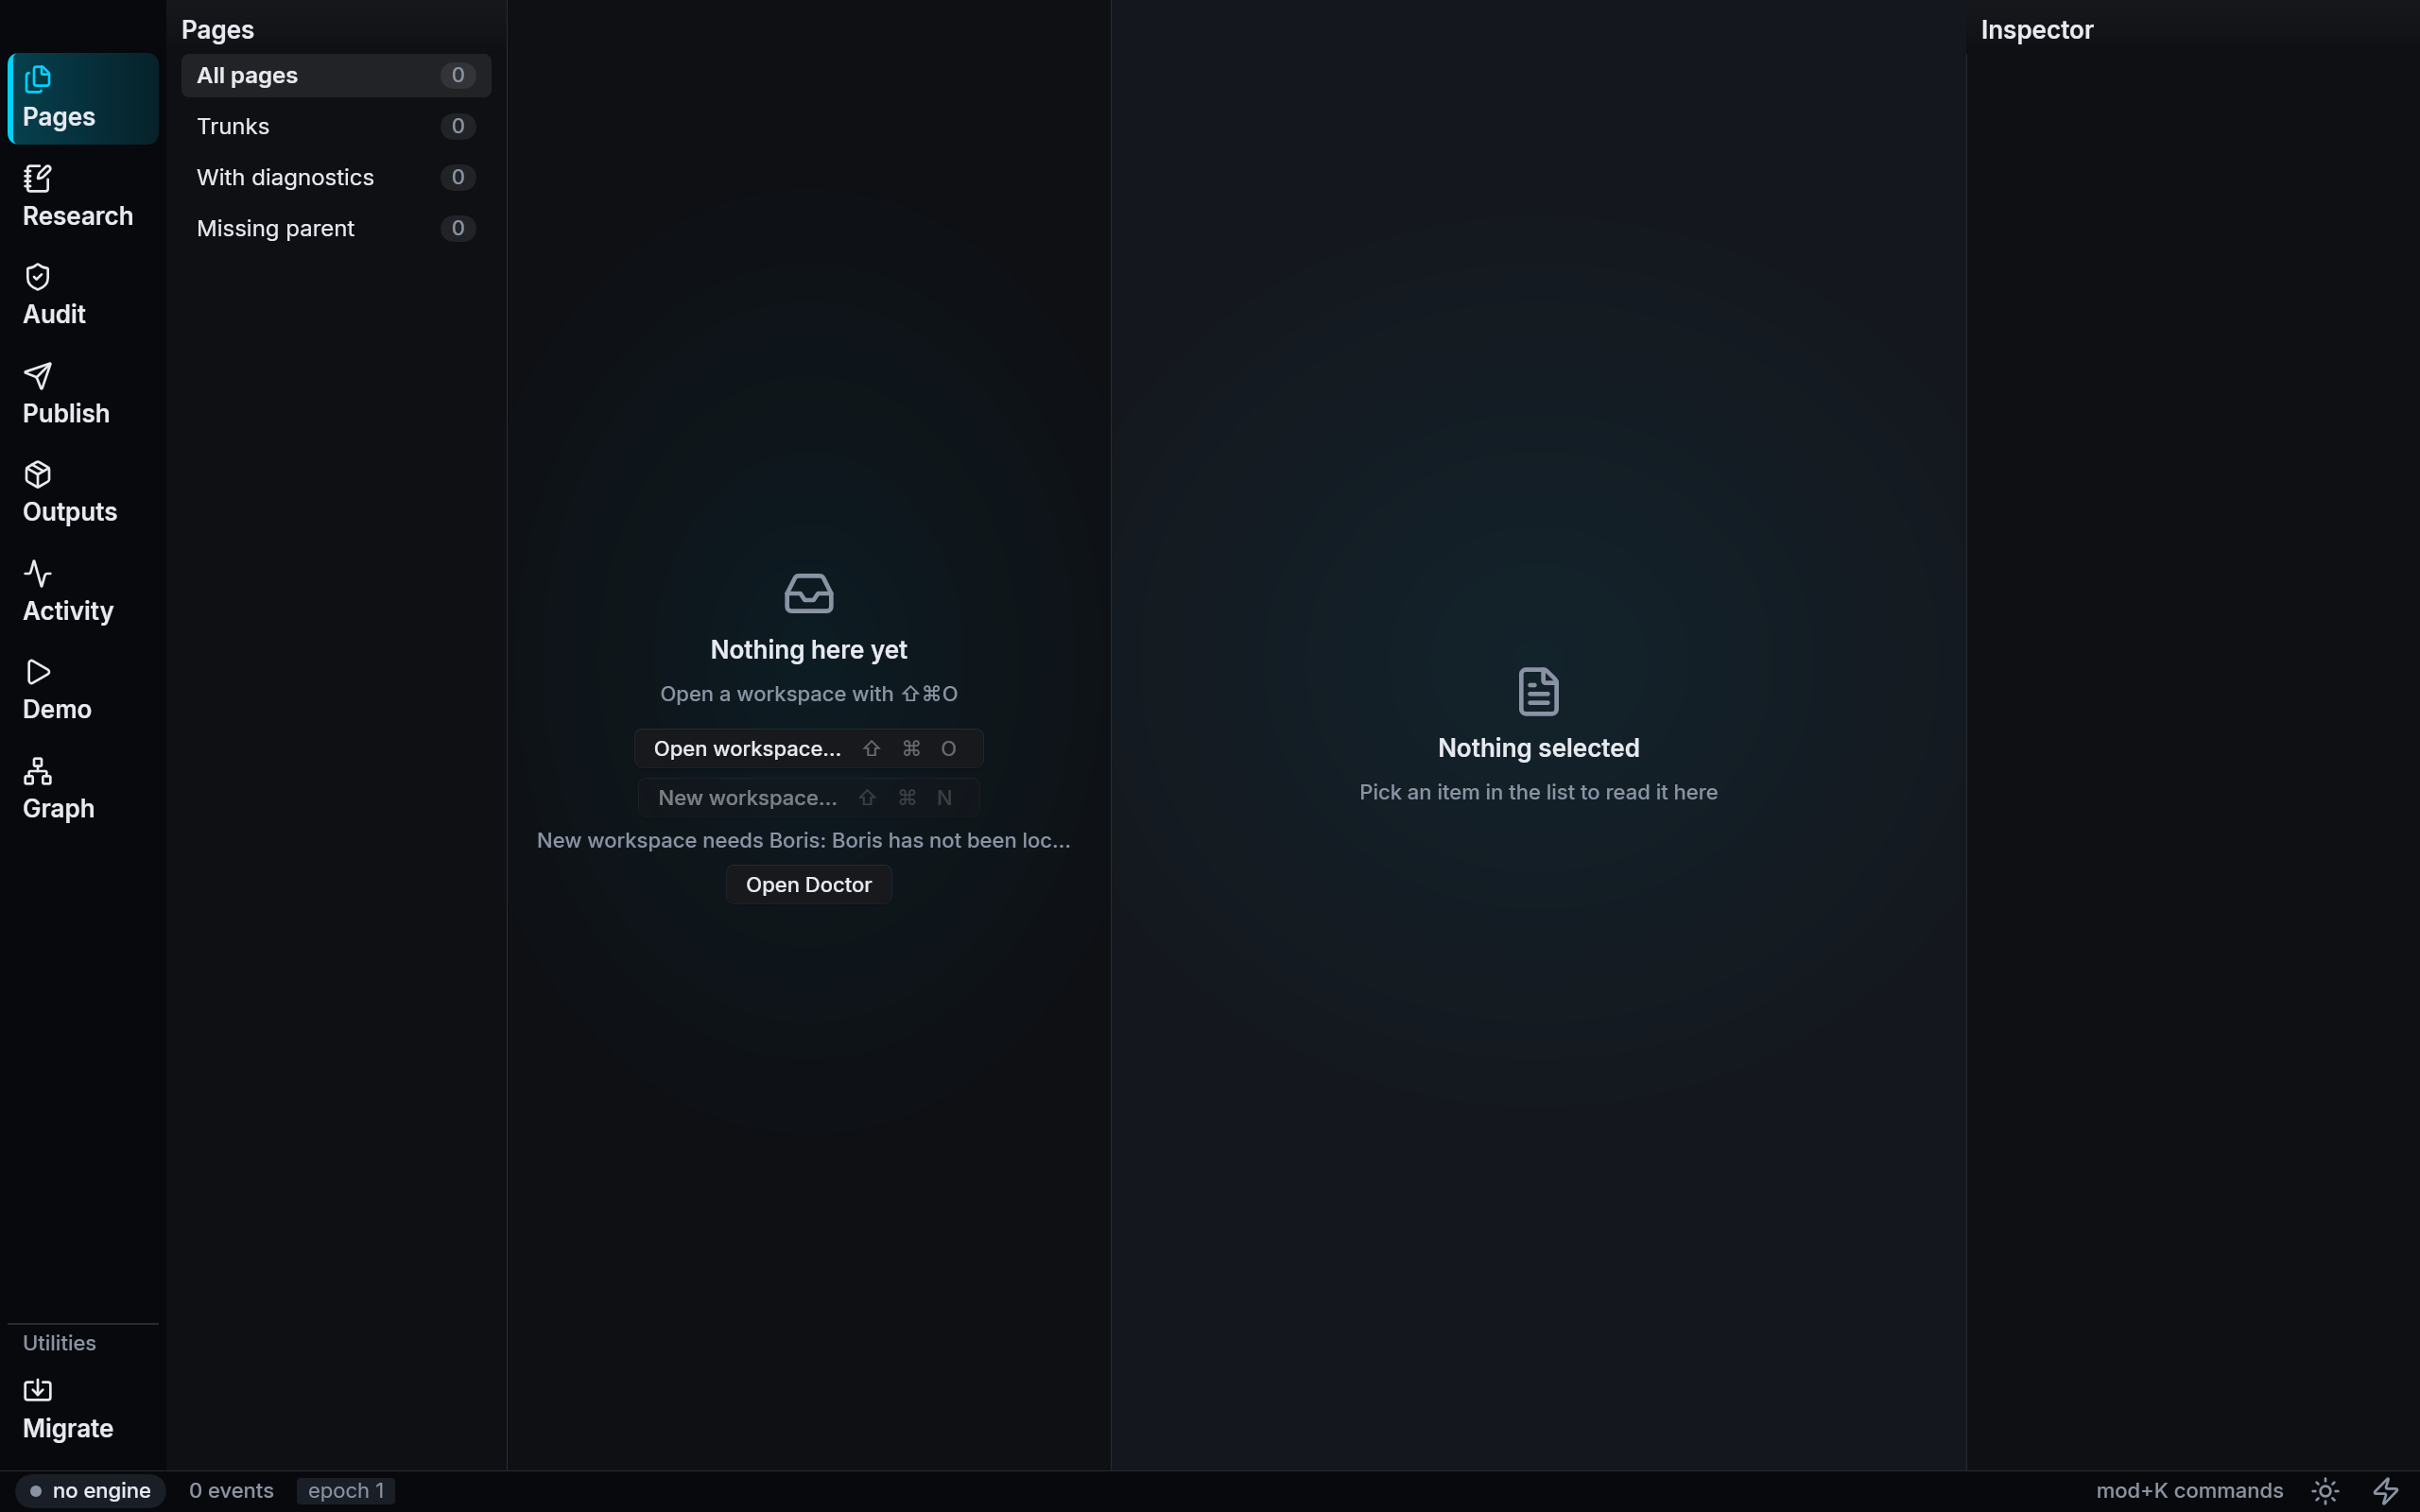 Pages
Research
Audit
Publish
Outputs
Activity
Demo
Graph
Utilities
Migrate
Pages
All pages 0
Trunks 0
With diagnostics 0
Missing parent 0
Nothing here yet
Open a workspace with ⇧⌘O
Open workspace... ⇧ ⌘ O
New workspace... ⇧ ⌘ N
New workspace needs Boris: Boris has not been loc...
Open Doctor
Nothing selected
Pick an item in the list to read it here
Inspector
no engine 0 events epoch 1
mod+K commands